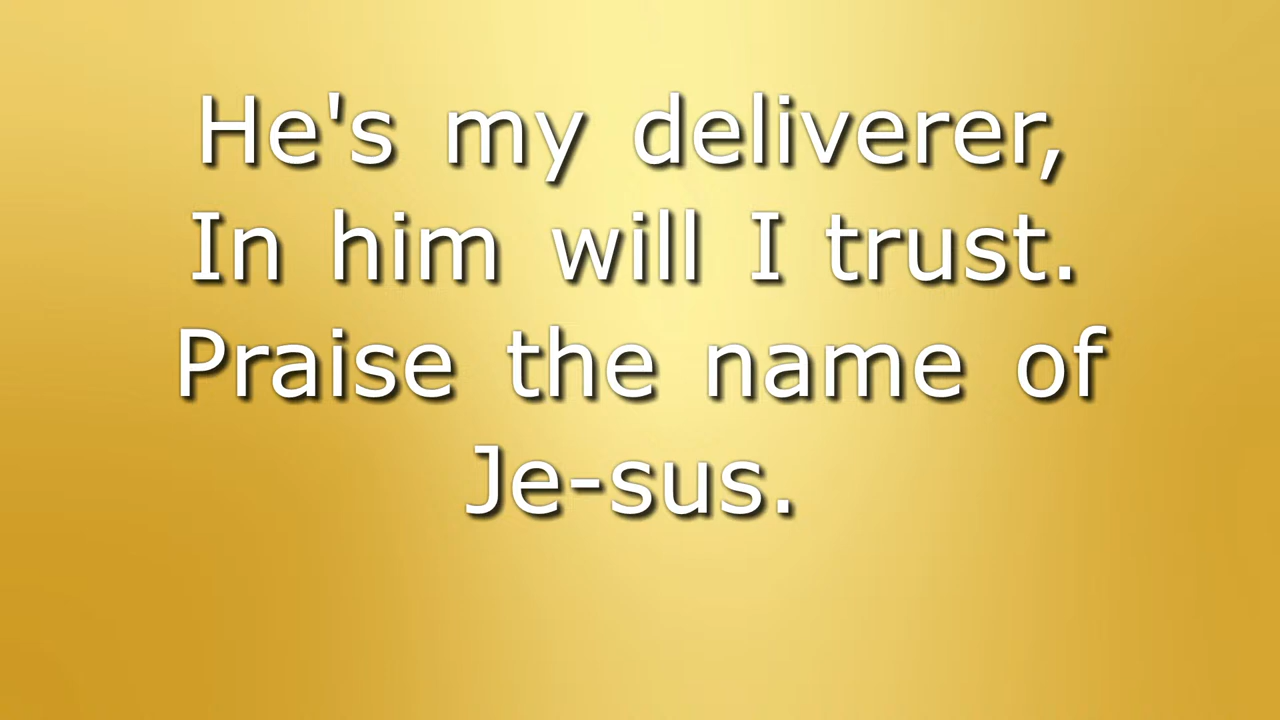 He's my deliverer,
In him will I trust.
Praise the name of
Je-sus.